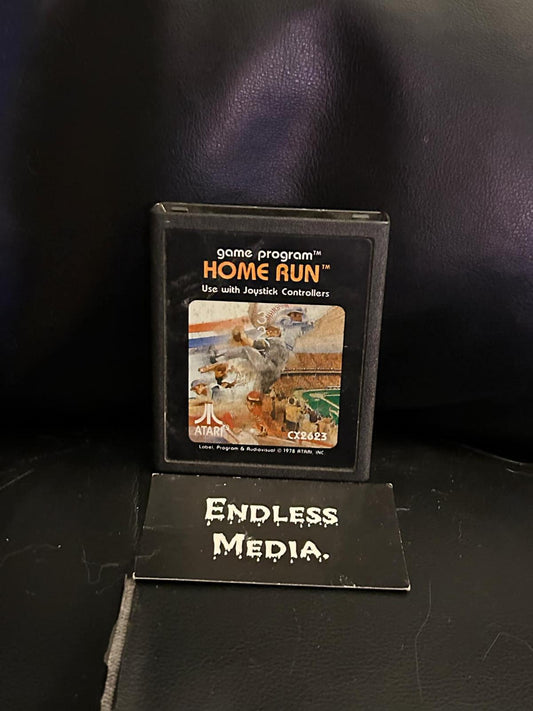 game program™
HOME RUN™
Use with Joystick Controllers
ATARI®
CX2623
Label, Program & Audiovisual © 1978 ATARI, INC.
ENDLESS
MEDIA.